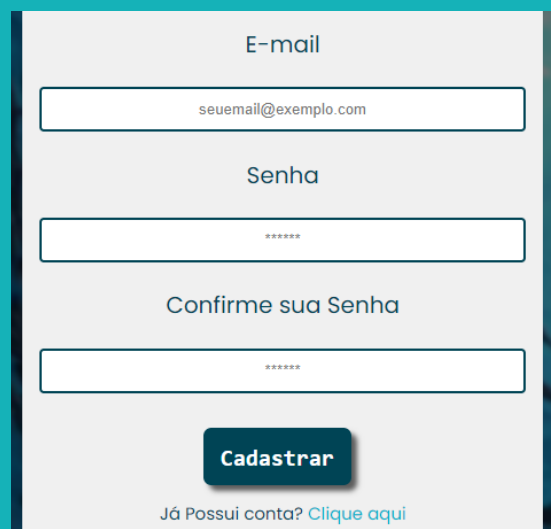 E-mail
seuemail@exemplo.com
Senha
******
Confirme sua Senha
******
Cadastrar
Já Possui conta? Clique aqui